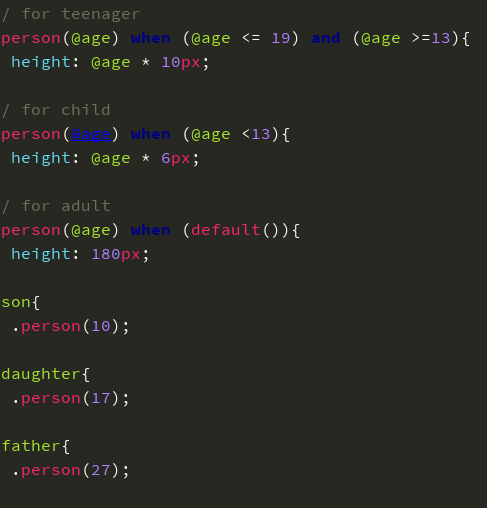 / for teenager
person(@age) when (@age <= 19) and (@age >=13){
height: @age * 10px;
/ for child
person(@age) when (@age <13){
height: @age * 6px;
/ for adult
person(@age) when (default()){
height: 180px;
son{
.person(10);
daughter{
.person(17);
father{
.person(27);